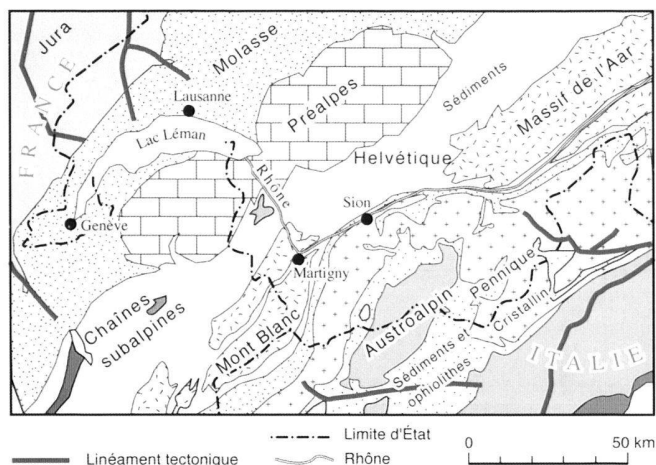 Jura
FRANCE
Molasse
Lausanne
Lac Léman
Genève
Préalpes
Sédiments
Massif de l'Aar
Helvétique
Rhône
Sion
Martigny
Chaînes
subalpines
Mont Blanc
Austroalpin
Pennique
Cristallin
Sédiments et
ophiolithes
ITALIE
Linéament tectonique
Limite d'État
Rhône
0
50 km